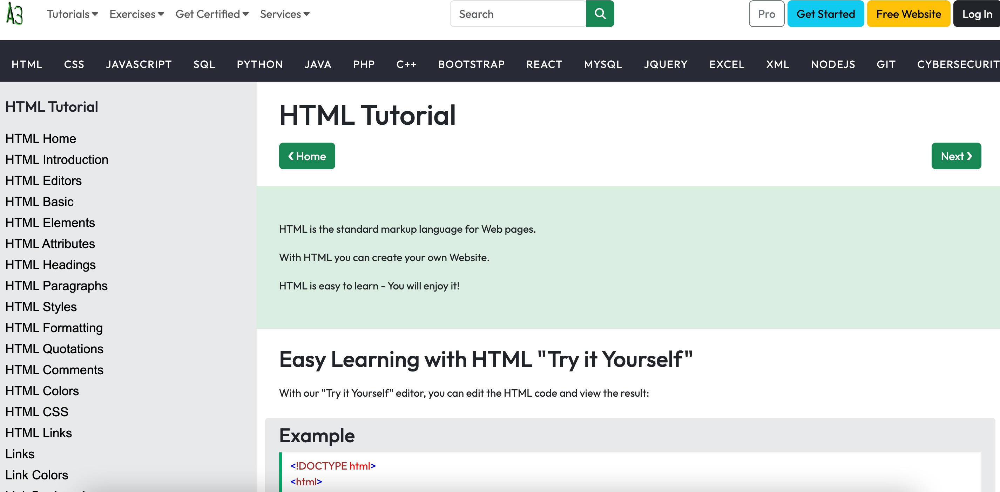 A3 Tutorials Exercises Get Certified Services Search Pro Get Started Free Website Log In
HTML CSS JAVASCRIPT SQL PYTHON JAVA PHP C++ BOOTSTRAP REACT MYSQL JQUERY EXCEL XML NODEJS GIT CYBERSECURIT
HTML Tutorial
HTML Home
HTML Introduction
HTML Editors
HTML Basic
HTML Elements
HTML Attributes
HTML Headings
HTML Paragraphs
HTML Styles
HTML Formatting
HTML Quotations
HTML Comments
HTML Colors
HTML CSS
HTML Links
Links
Link Colors
HTML Tutorial
❮ Home
Next ❯
HTML is the standard markup language for Web pages.
With HTML you can create your own Website.
HTML is easy to learn - You will enjoy it!
Easy Learning with HTML "Try it Yourself"
With our "Try it Yourself" editor, you can edit the HTML code and view the result:
Example
<!DOCTYPE html>
<html>